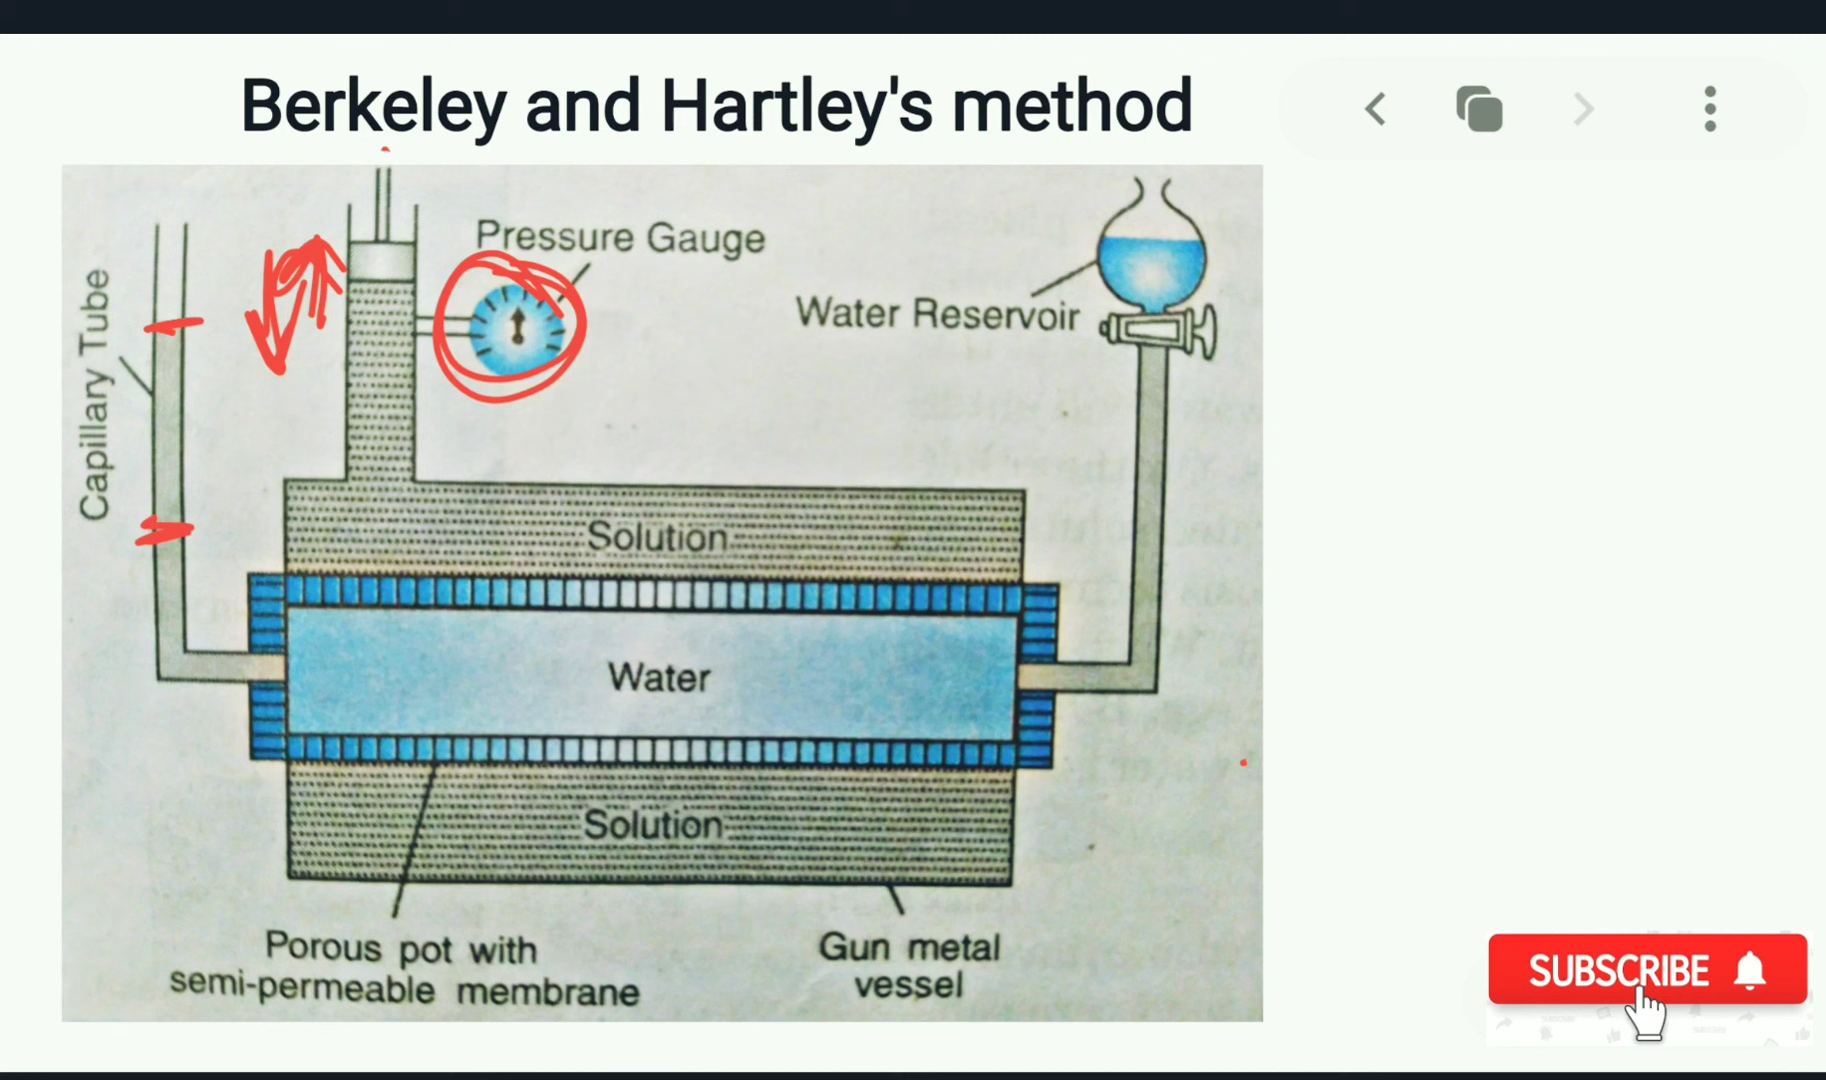 Berkeley and Hartley's method
Pressure Gauge
Water Reservoir
Capillary Tube
Solution
Water
Solution
Porous pot with
semi-permeable membrane
Gun metal
vessel
SUBSCRIBE